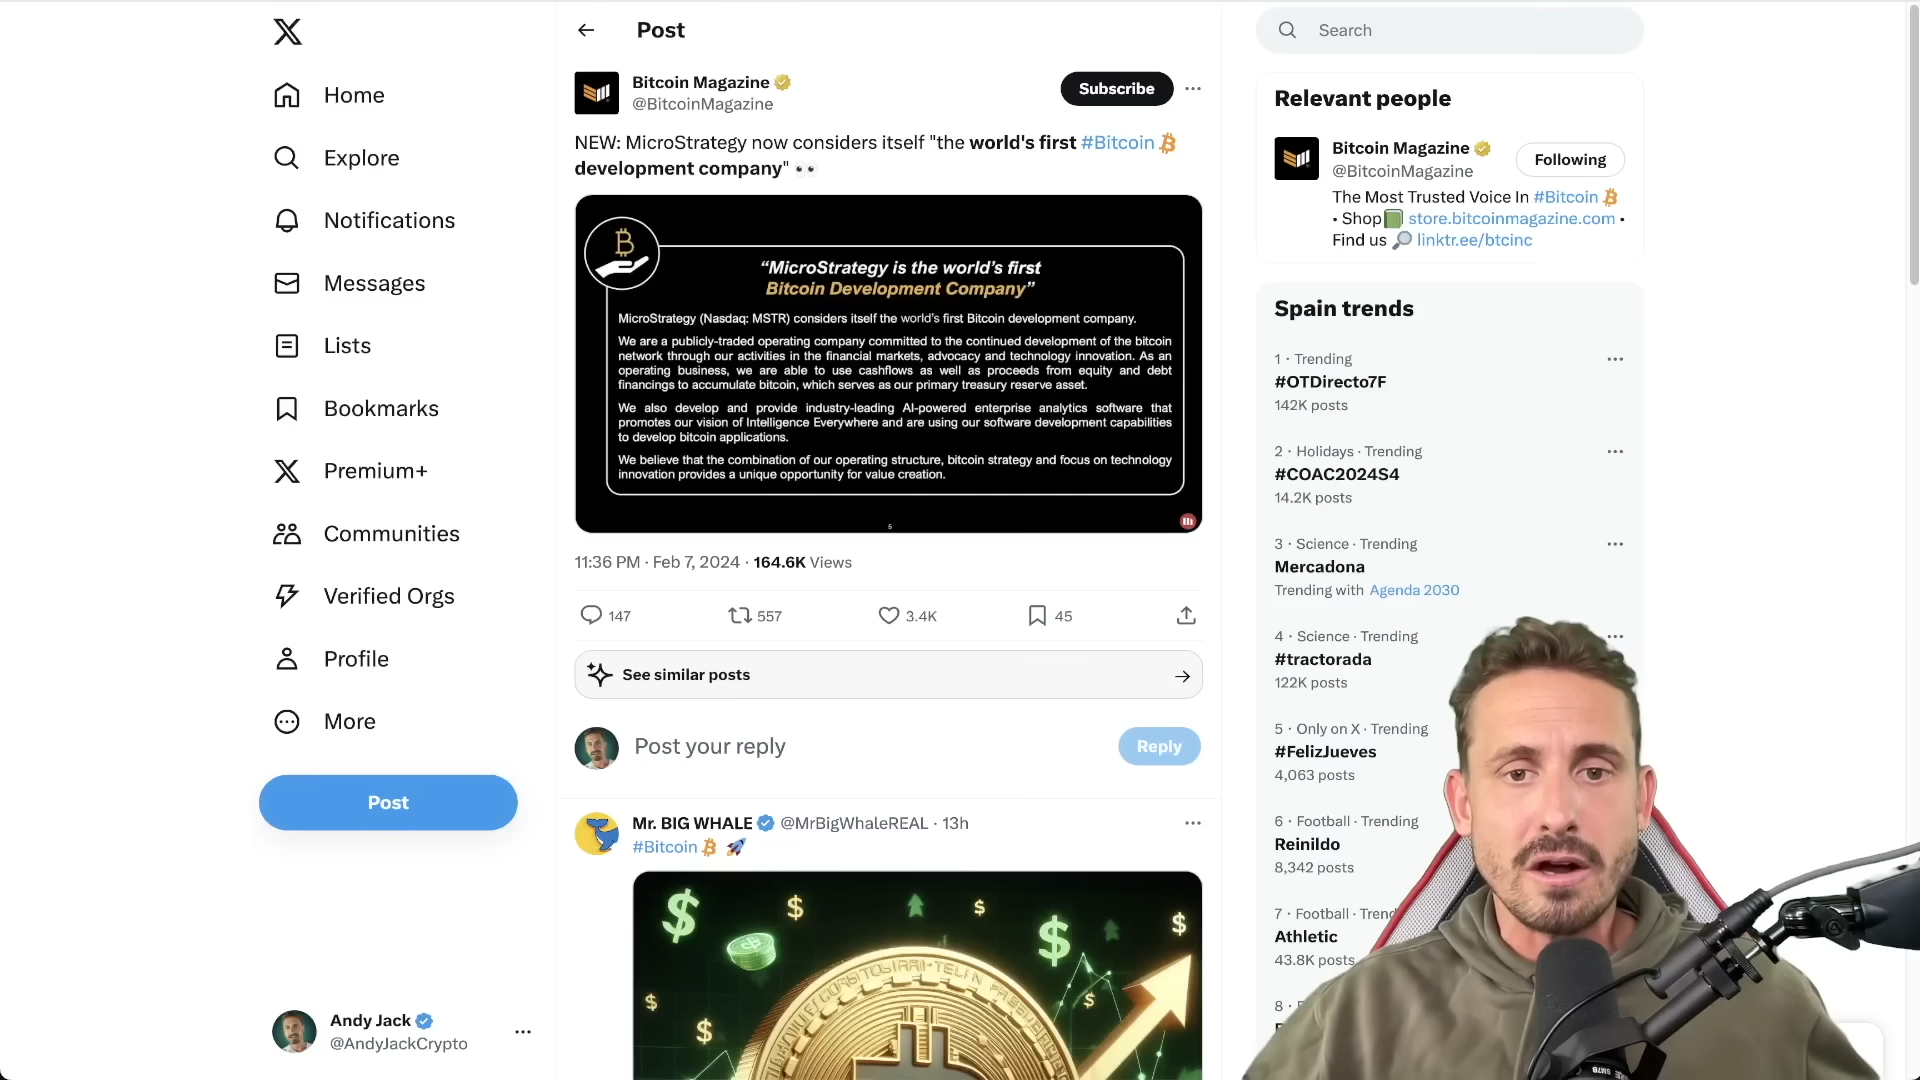 Home
Explore
Notifications
Messages
Lists
Bookmarks
Premium+
Communities
Verified Orgs
Profile
More
Post
Andy Jack
@AndyJackCrypto
Post
Bitcoin Magazine
@BitcoinMagazine
Subscribe
NEW: MicroStrategy now considers itself "the world's first #Bitcoin
development company" 👀
“MicroStrategy is the world’s first
Bitcoin Development Company”
MicroStrategy (Nasdaq: MSTR) considers itself the world’s first Bitcoin development company.
We are a publicly-traded operating company committed to the continued development of the bitcoin
network through our activities in the financial markets, advocacy and technology innovation. As an
operating business, we are able to use cashflows as well as proceeds from equity and debt
financings to accumulate bitcoin, which serves as our primary treasury reserve asset.
We also develop and provide industry-leading AI-powered enterprise analytics software that
promotes our vision of Intelligence Everywhere and are using our software development capabilities
to develop bitcoin applications.
We believe that the combination of our operating structure, bitcoin strategy and focus on technology
innovation provides a unique opportunity for value creation.
11:36 PM · Feb 7, 2024 · 164.6K Views
147 557 3.4K 45
See similar posts
Post your reply
Reply
Mr. BIG WHALE @MrBigWhaleREAL · 13h
#Bitcoin 🚀
Search
Relevant people
Bitcoin Magazine
@BitcoinMagazine
Following
The Most Trusted Voice In #Bitcoin
• Shop📗 store.bitcoinmagazine.com •
Find us 🔎 linktr.ee/btcinc
Spain trends
1 · Trending
#OTDirecto7F
142K posts
2 · Holidays · Trending
#COAC2024S4
14.2K posts
3 · Science · Trending
Mercadona
Trending with Agenda 2030
4 · Science · Trending
#tractorada
122K posts
5 · Only on X · Trending
#FelizJueves
4,063 posts
6 · Football · Trending
Reinildo
8,342 posts
7 · Football · Trend
Athletic
43.8K posts
8 ·